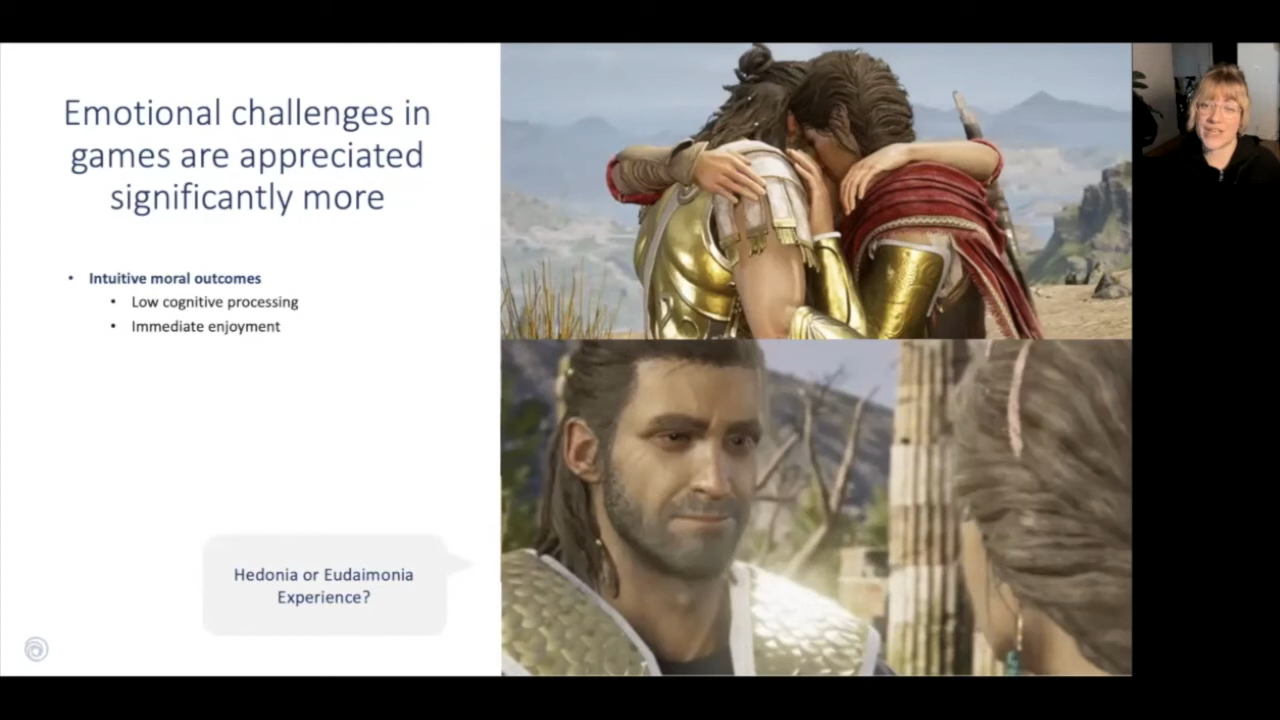 Emotional challenges in
games are appreciated
significantly more
• Intuitive moral outcomes
• Low cognitive processing
• Immediate enjoyment
Hedonia or Eudaimonia
Experience?